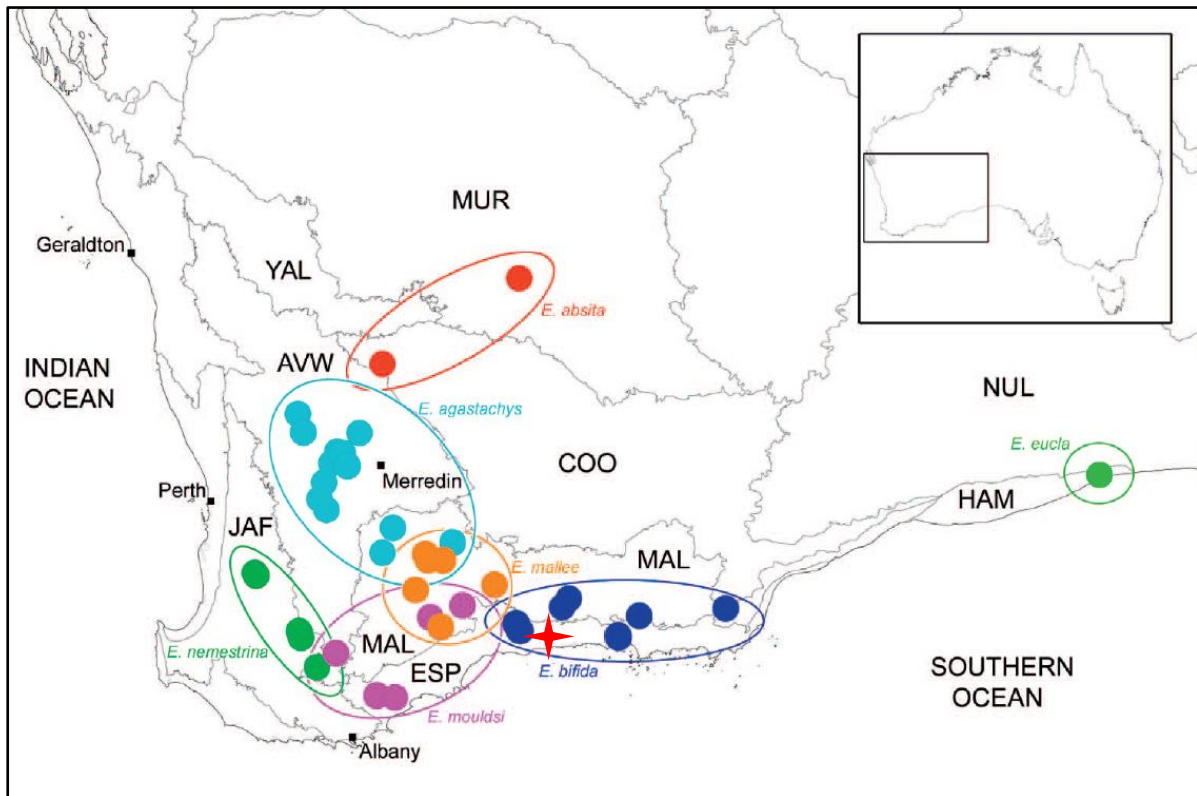 MUR
Geraldton
YAL
E. absita
INDIAN
OCEAN
AVW
NUL
E. agastachys
E. eucla
COO
Merredin
Perth
HAM
JAF
MAL
E. mallee
E. nemestrina
MAL
ESP
E. bifida
SOUTHERN
OCEAN
E. mouldsi
Albany